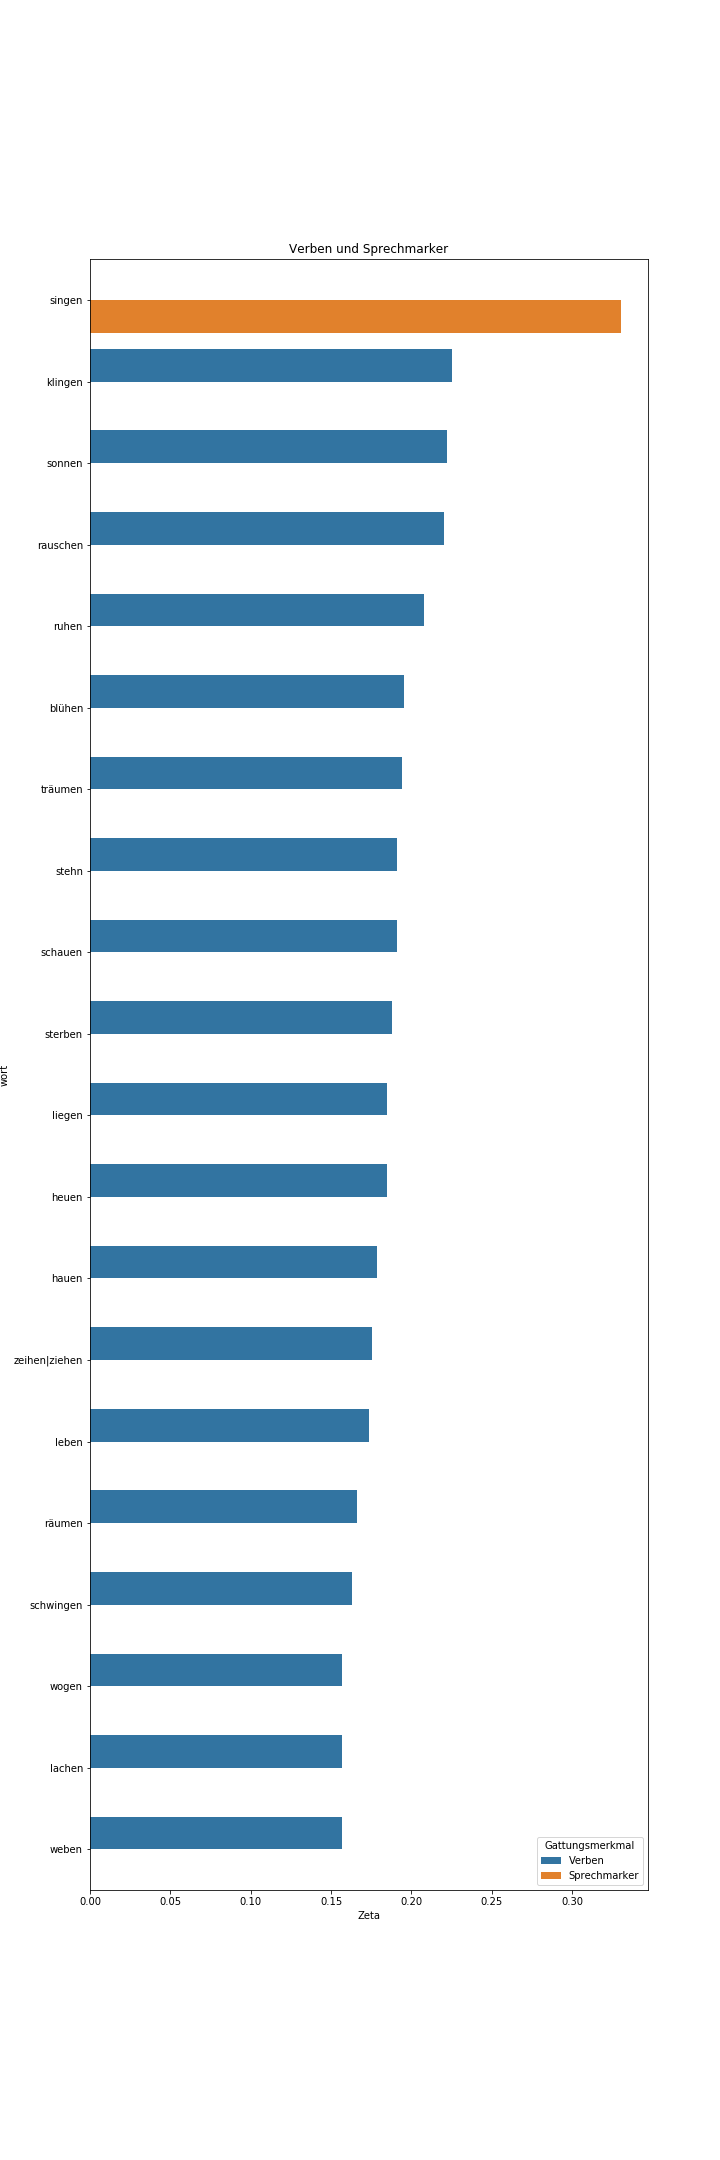 Verben und Sprechmarker
singen
klingen
sonnen
rauschen
ruhen
blühen
träumen
stehn
schauen
sterben
liegen
heuen
hauen
zeihen|ziehen
leben
räumen
schwingen
wogen
lachen
weben
wort
Gattungsmerkmal
Verben
Sprechmarker
0.00 0.05 0.10 0.15 0.20 0.25 0.30
Zeta